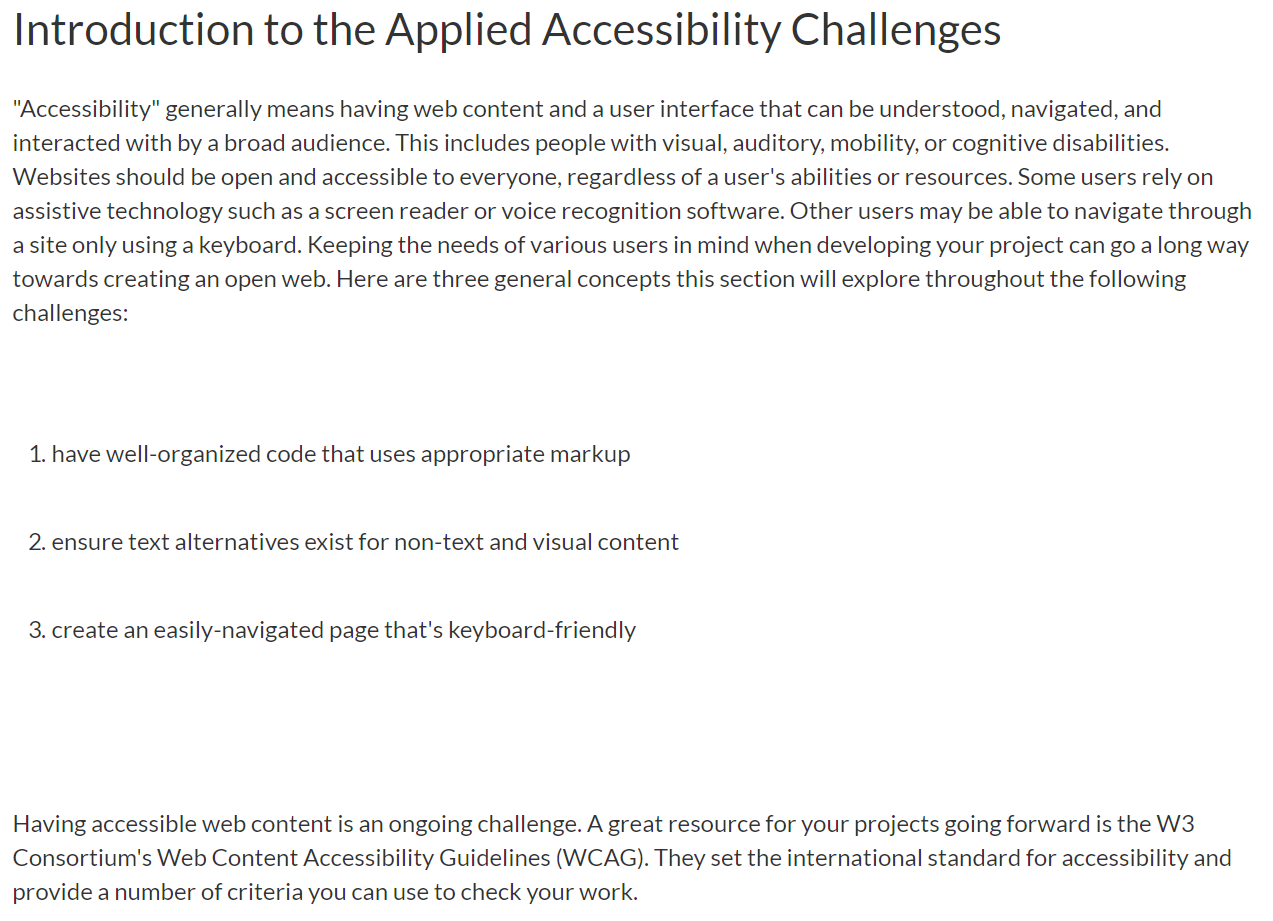 Introduction to the Applied Accessibility Challenges
"Accessibility" generally means having web content and a user interface that can be understood, navigated, and
interacted with by a broad audience. This includes people with visual, auditory, mobility, or cognitive disabilities.
Websites should be open and accessible to everyone, regardless of a user's abilities or resources. Some users rely on
assistive technology such as a screen reader or voice recognition software. Other users may be able to navigate through
a site only using a keyboard. Keeping the needs of various users in mind when developing your project can go a long way
towards creating an open web. Here are three general concepts this section will explore throughout the following
challenges:
1. have well-organized code that uses appropriate markup
2. ensure text alternatives exist for non-text and visual content
3. create an easily-navigated page that's keyboard-friendly
Having accessible web content is an ongoing challenge. A great resource for your projects going forward is the W3
Consortium's Web Content Accessibility Guidelines (WCAG). They set the international standard for accessibility and
provide a number of criteria you can use to check your work.